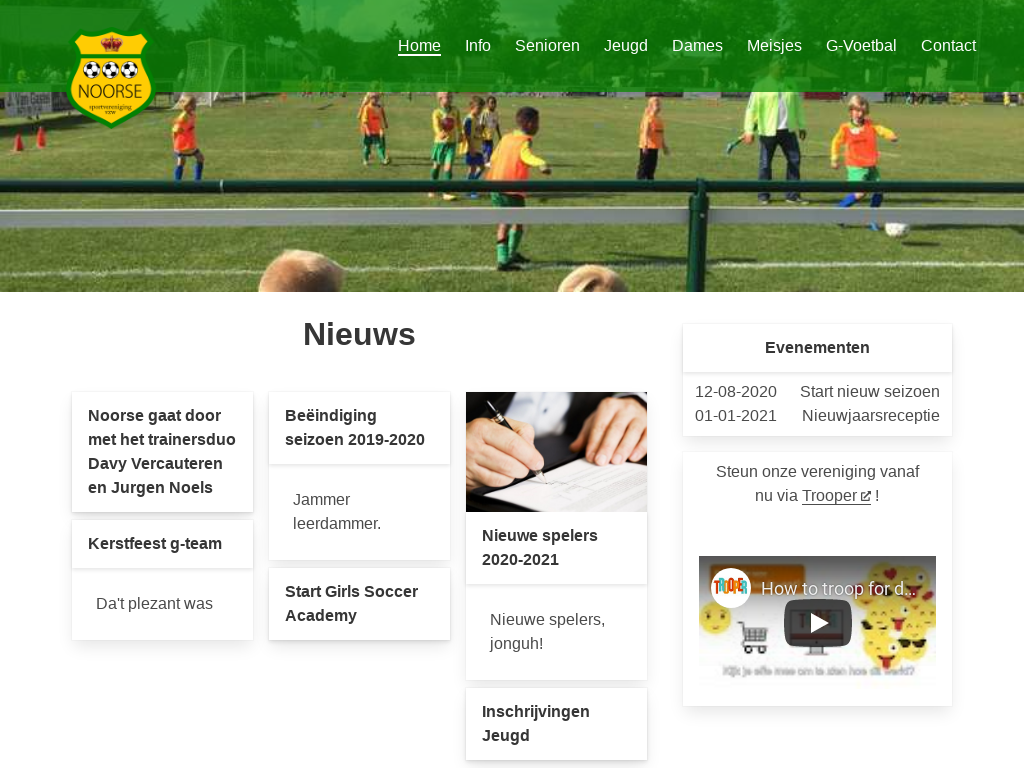 Home Info Senioren Jeugd Dames Meisjes G-Voetbal Contact
NOORSE
sportvereniging
vzw
Nieuws
Noorse gaat door
met het trainersduo
Davy Vercauteren
en Jurgen Noels
Kerstfeest g-team
Da't plezant was
Beëindiging
seizoen 2019-2020
Jammer
leerdammer.
Start Girls Soccer
Academy
Nieuwe spelers
2020-2021
Nieuwe spelers,
jonguh!
Inschrijvingen
Jeugd
Evenementen
12-08-2020 Start nieuw seizoen
01-01-2021 Nieuwjaarsreceptie
Steun onze vereniging vanaf
nu via Trooper !
TROOPER
How to troop for d...
Kijk je effe mee om te zien hoe dit werkt?